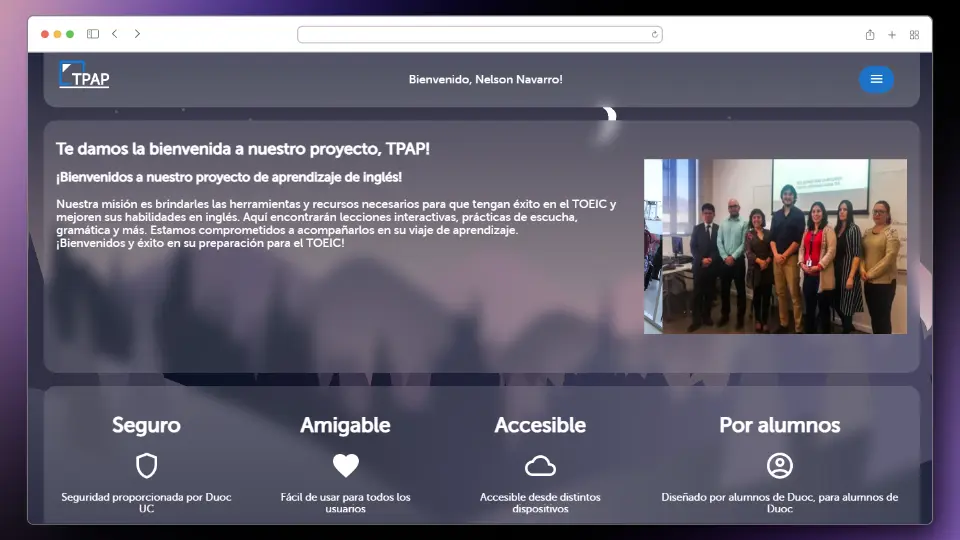 TPAP
Bienvenido, Nelson Navarro!
Te damos la bienvenida a nuestro proyecto, TPAP!
¡Bienvenidos a nuestro proyecto de aprendizaje de inglés!
Nuestra misión es brindarles las herramientas y recursos necesarios para que tengan éxito en el TOEIC y
mejoren sus habilidades en inglés. Aquí encontrarán lecciones interactivas, prácticas de escucha,
gramática y más. Estamos comprometidos a acompañarlos en su viaje de aprendizaje.
¡Bienvenidos y éxito en su preparación para el TOEIC!
Seguro
Seguridad proporcionada por Duoc
UC
Amigable
Fácil de usar para todos los
usuarios
Accesible
Accesible desde distintos
dispositivos
Por alumnos
Diseñado por alumnos de Duoc, para alumnos de
Duoc